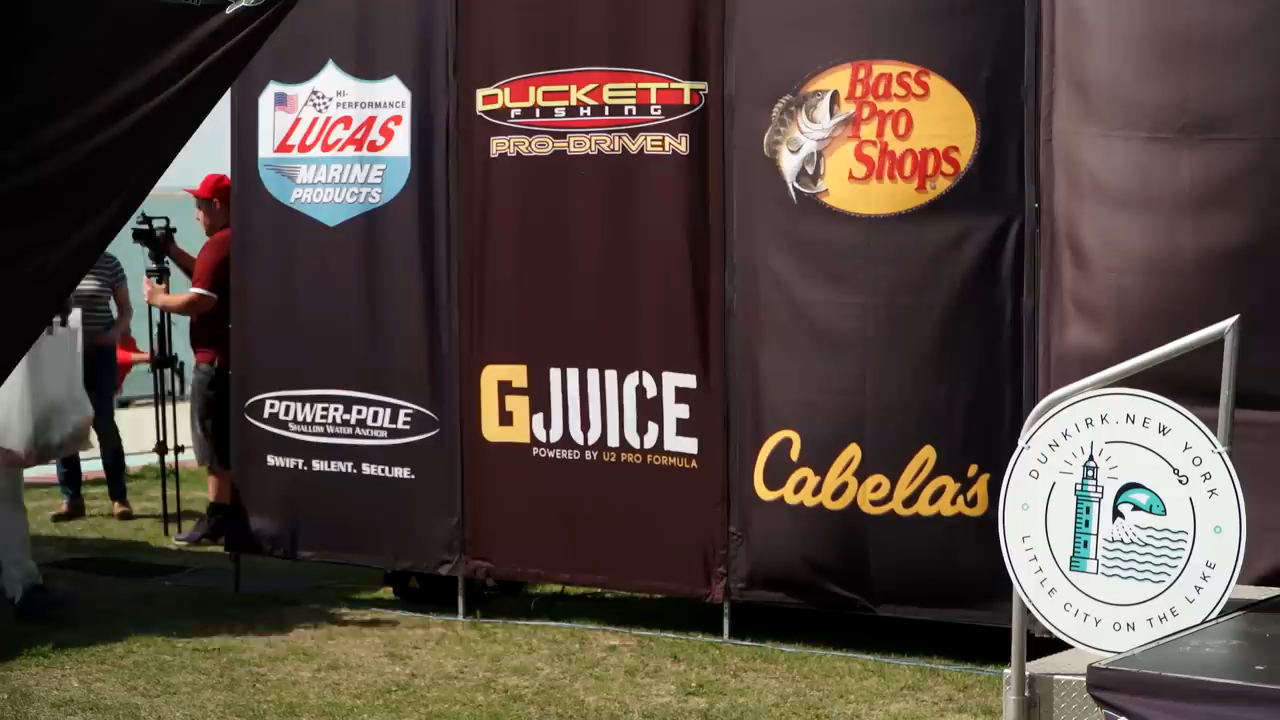 HI-
PERFORMANCE
LUCAS
MARINE
PRODUCTS
POWER-POLE
SHALLOW WATER ANCHOR
SWIFT. SILENT. SECURE.
DUCKETT
FISHING
PRO-DRIVEN
GJUICE
POWERED BY U2 PRO FORMULA
Bass
Pro
Shops
Cabela's
DUNKIRK, NEW YORK
LITTLE CITY ON THE LAKE